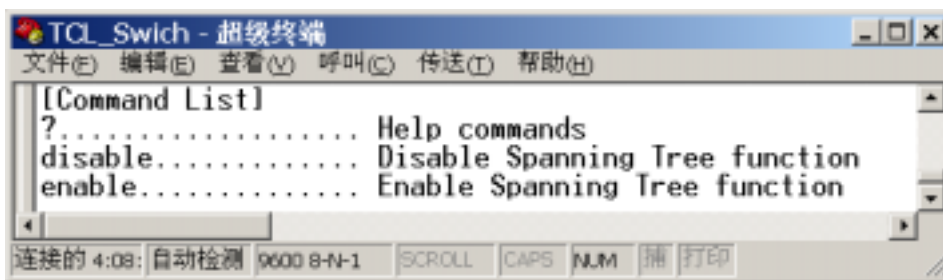 TCL_Swich - 超级终端
文件(F) 编辑(E) 查看(V) 呼叫(C) 传送(T) 帮助(H)
[Command List]
?................... Help commands
disable............. Disable Spanning Tree function
enable.............. Enable Spanning Tree function
连接的 4:08: 自动检测 9600 8-N-1 SCROLL CAPS NUM 捕 打印